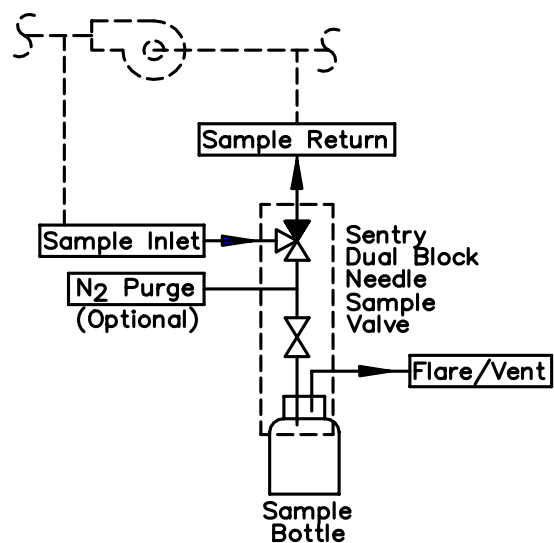 Sample Return
Sample Inlet
Sentry
Dual Block
Needle
Sample
Valve
N2 Purge
(Optional)
Flare/Vent
Sample
Bottle